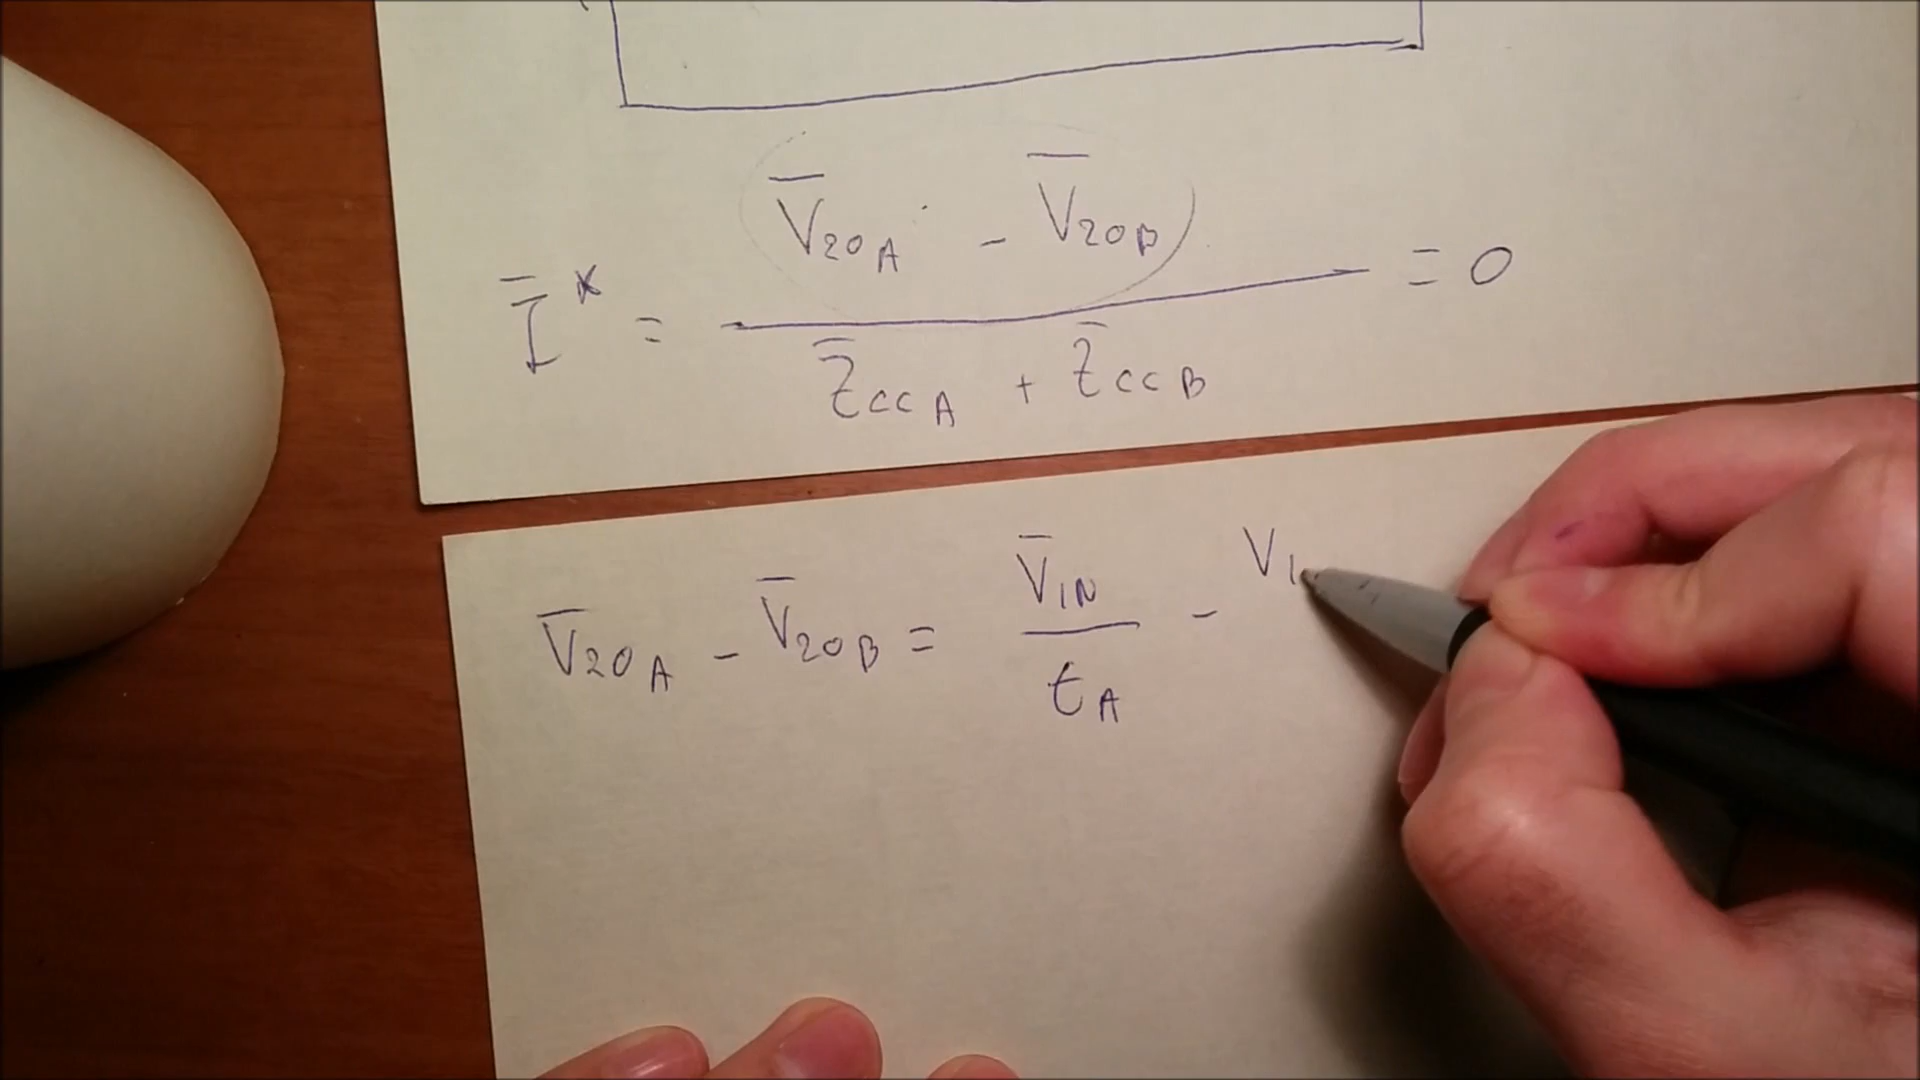 V̅20A - V̅20B
I̅* = ――― = 0
Z̅CCA + Z̅CCB
V̅20A - V̅20B = V̅1N / tA - V1